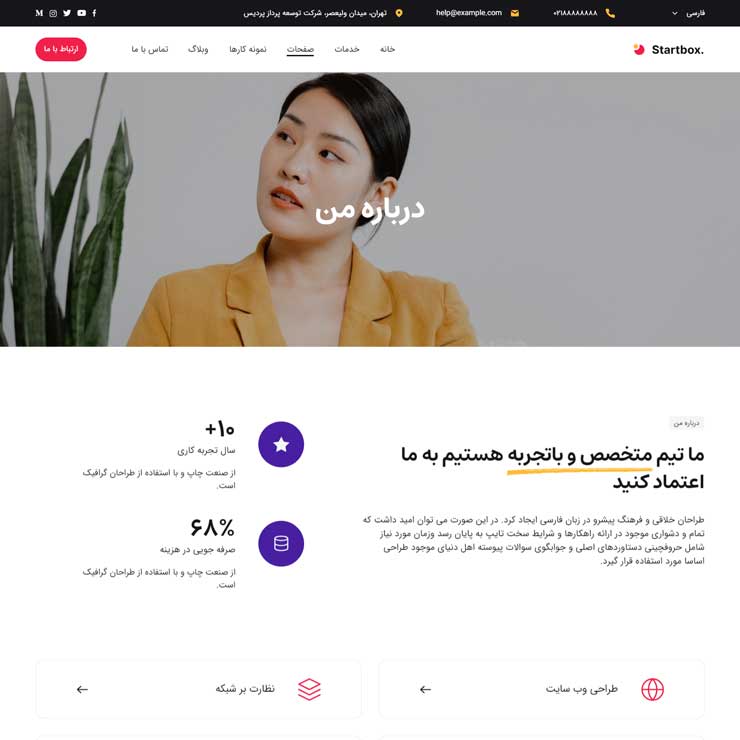 فارسی
۰۲۱۸۸۸۸۸۸۸۸
help@example.com
تهران، میدان ولیعصر، شرکت توسعه پرداز پردیس
Startbox.
خانه
خدمات
صفحات
نمونه کارها
وبلاگ
تماس با ما
ارتباط با ما
درباره من
درباره من
ما تیم متخصص و باتجربه هستیم به ما
اعتماد کنید
طراحان خلاقی و فرهنگ پیشرو در زبان فارسی ایجاد کرد. در این صورت می توان امید داشت که
تمام و دشواری موجود در ارائه راهکارها و شرایط سخت تایپ به پایان رسد وزمان مورد نیاز
شامل حروفچینی دستاوردهای اصلی و جوابگوی سوالات پیوسته اهل دنیای موجود طراحی
اساسا مورد استفاده قرار گیرد.
۱۰+
سال تجربه کاری
از صنعت چاپ و با استفاده از طراحان گرافیک
است.
۶۸%
صرفه جویی در هزینه
از صنعت چاپ و با استفاده از طراحان گرافیک
است.
طراحی وب سایت
نظارت بر شبکه